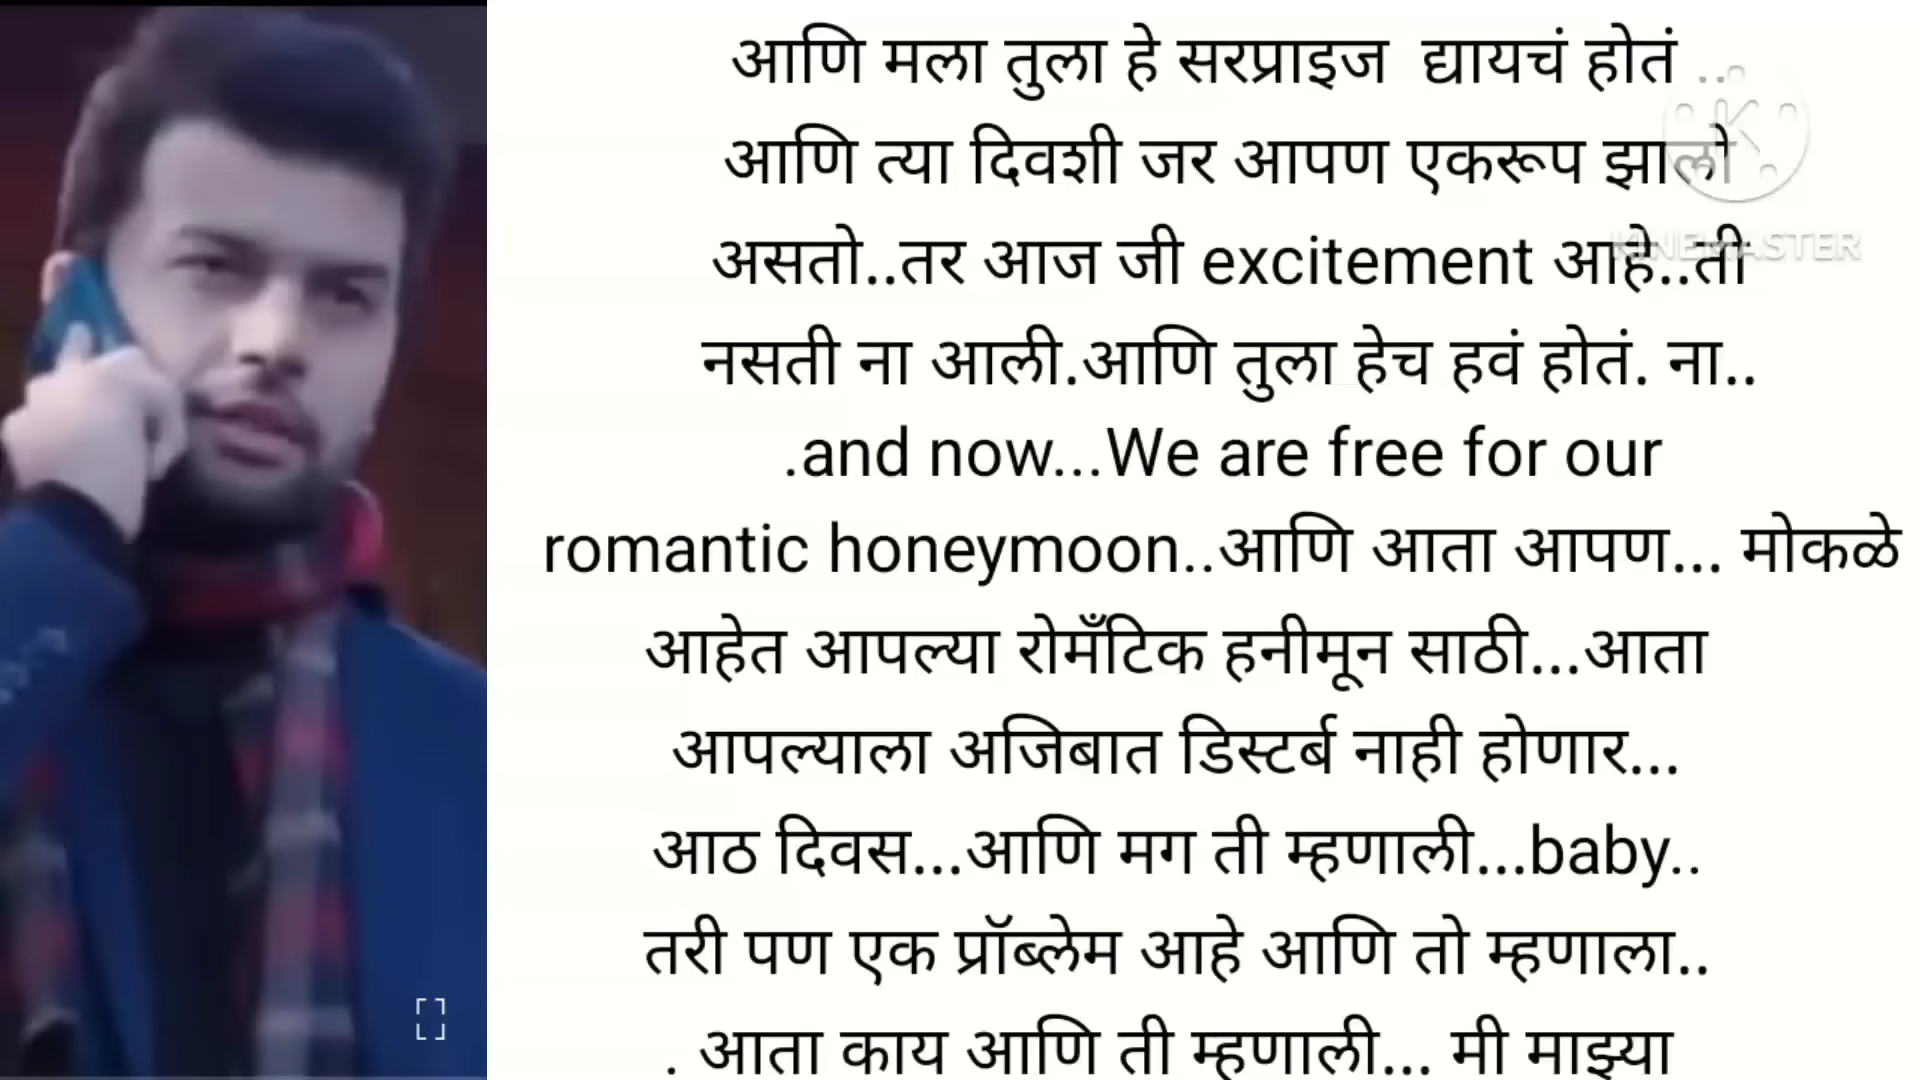 आणि मला तुला हे सरप्राइज द्यायचं होतं ..
आणि त्या दिवशी जर आपण एकरूप झालो
असतो..तर आज जी excitement आहे..ती
नसती ना आली.आणि तुला हेच हवं होतं. ना..
.and now...We are free for our
romantic honeymoon..आणि आता आपण... मोकळे
आहेत आपल्या रोमँटिक हनीमून साठी...आता
आपल्याला अजिबात डिस्टर्ब नाही होणार...
आठ दिवस...आणि मग ती म्हणाली...baby..
तरी पण एक प्रॉब्लेम आहे आणि तो म्हणाला..
. आता काय आणि ती म्हणाली... मी माझ्या
K
KINEMASTER